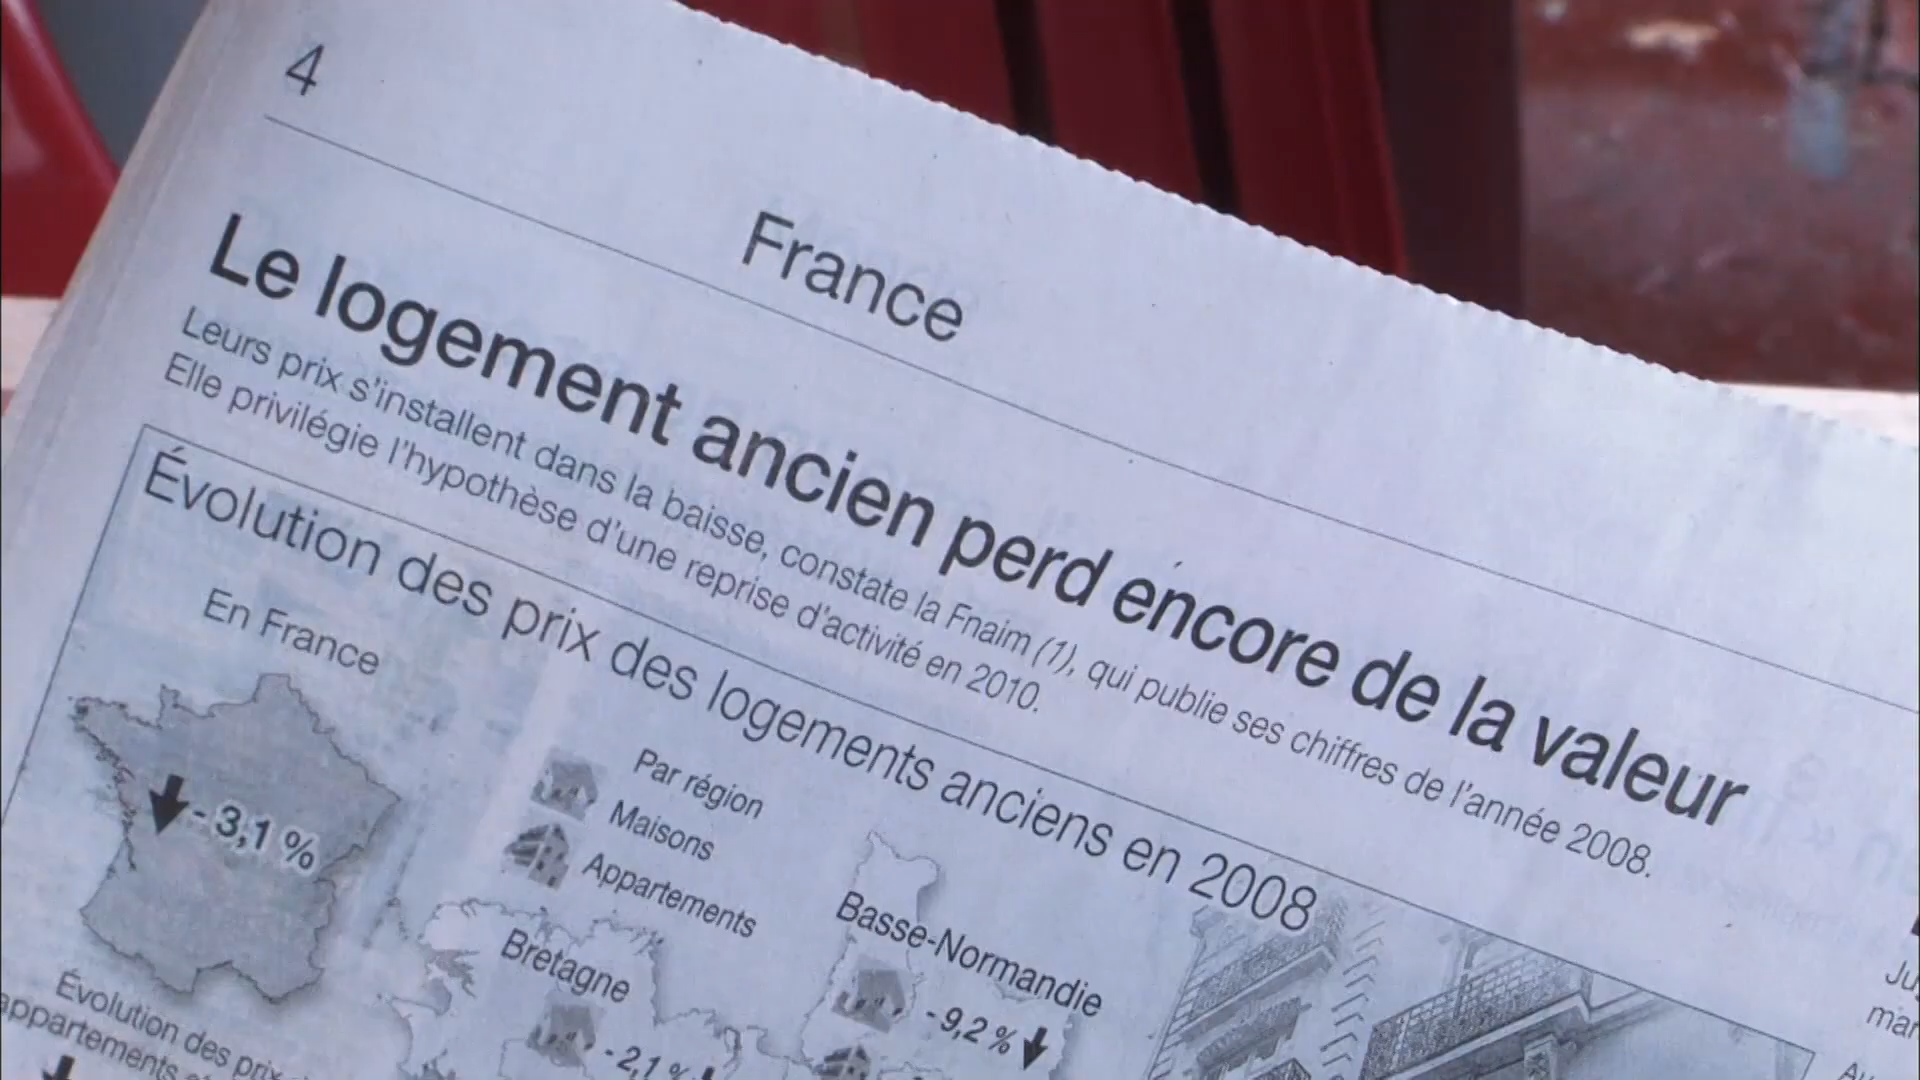 4
France
Le logement ancien perd encore de la valeur
Leurs prix s'installent dans la baisse, constate la Fnaim (1), qui publie ses chiffres de l'année 2008.
Elle privilégie l'hypothèse d'une reprise d'activité en 2010.
Évolution des prix des logements anciens en 2008
En France
- 3,1 %
Par région
Maisons
Appartements
Bretagne
- 2,1 %
Basse-Normandie
- 9,2 %
Évolution des prix
appartements